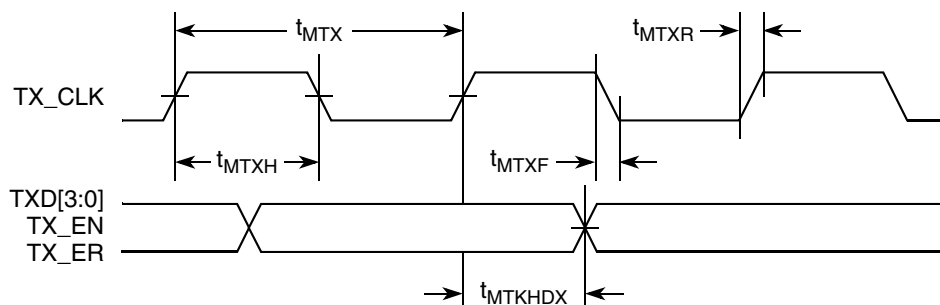 tMTX
tMTXR
TX_CLK
tMTXH
tMTXF
TXD[3:0]
TX_EN
TX_ER
tMTKHDX